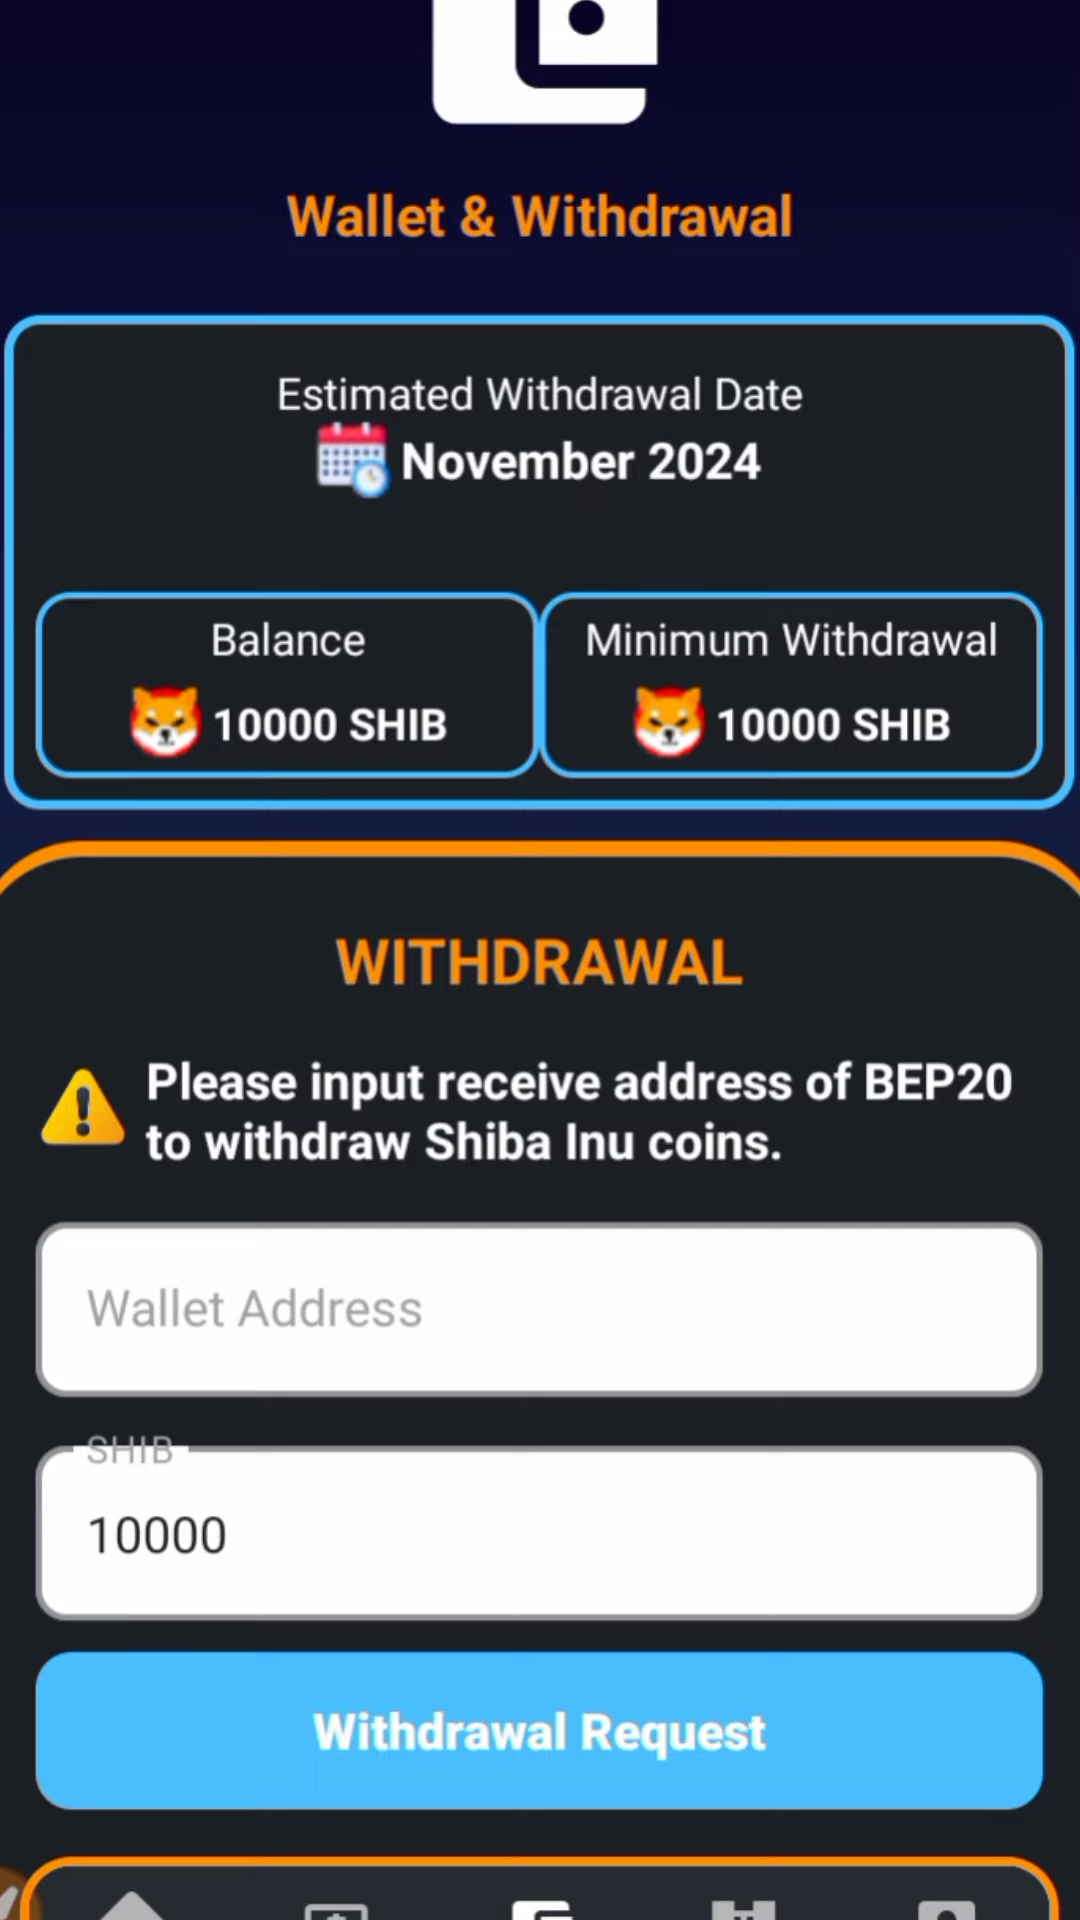 Wallet & Withdrawal
Estimated Withdrawal Date
November 2024
Balance
10000 SHIB
Minimum Withdrawal
10000 SHIB
WITHDRAWAL
Please input receive address of BEP20
to withdraw Shiba Inu coins.
Wallet Address
SHIB
10000
Withdrawal Request